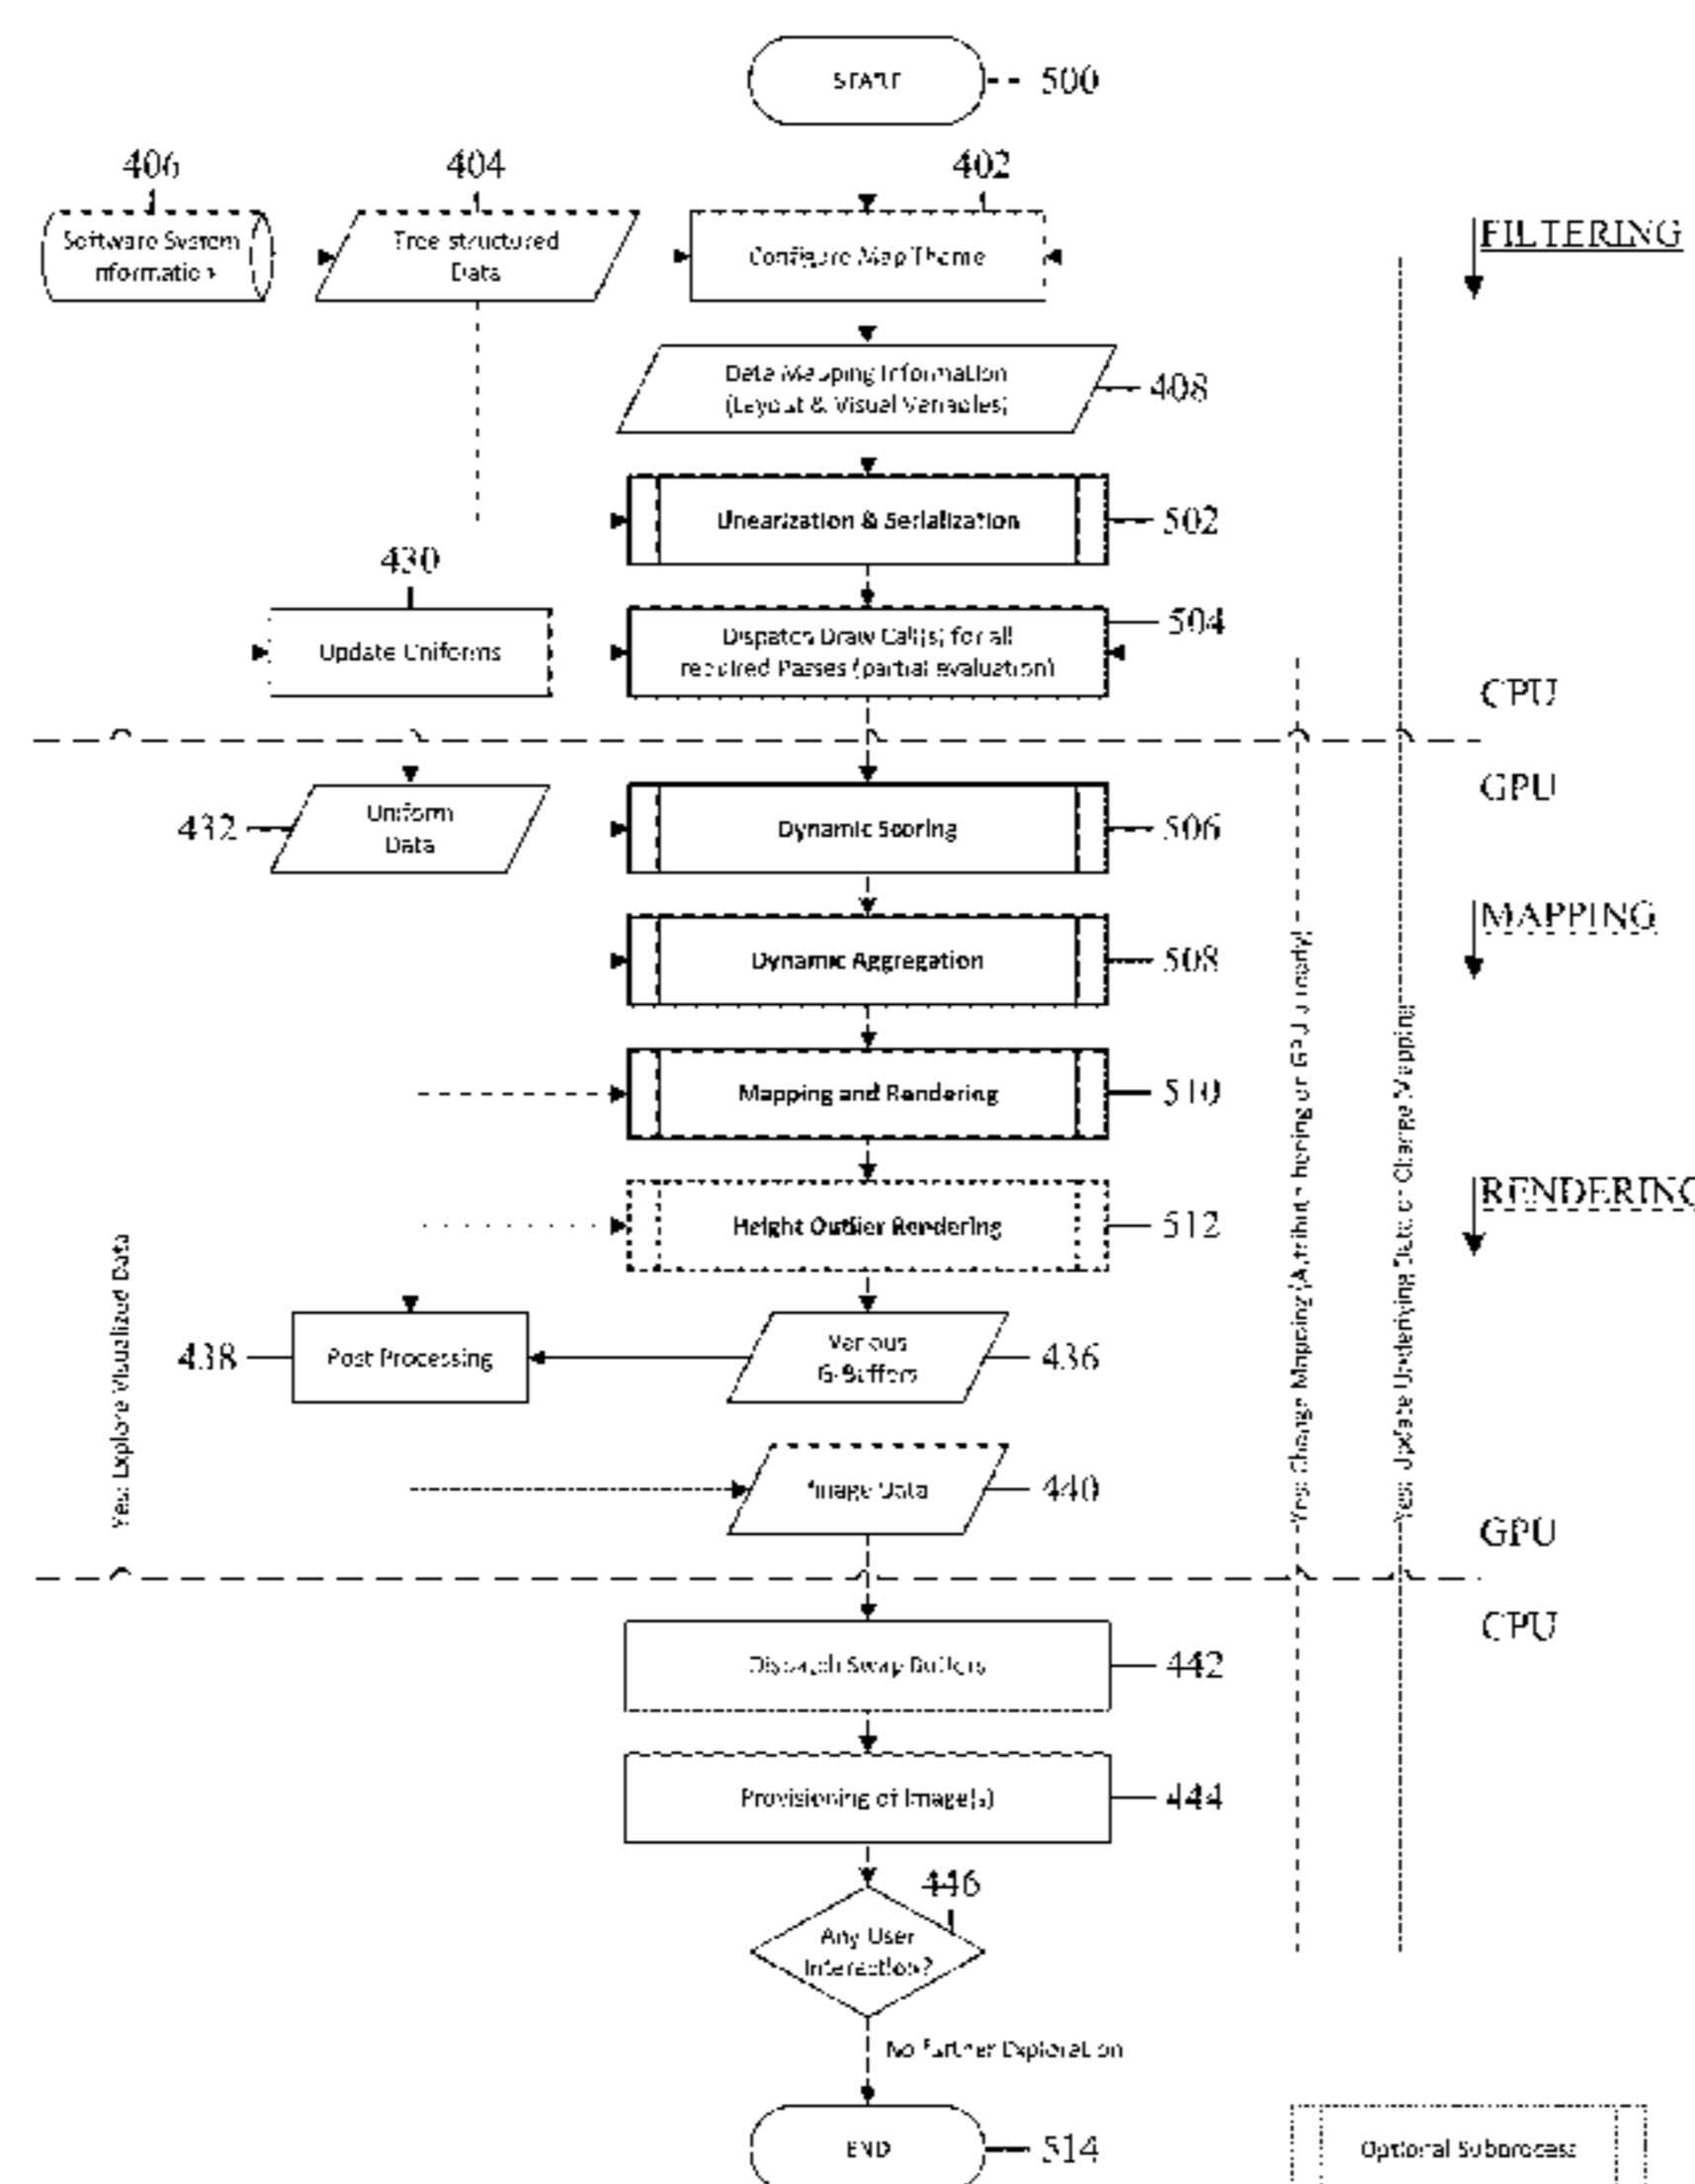 START
500
406
404
402
Software System
Information
Tree-structured
Data
Configure Map Theme
FILTERING
Data Mapping Information
(Layout & Visual Variables)
408
Linearization & Serialization
502
430
Update Uniforms
Dispatch Draw Call(s) for all
required Passes (partial evaluation)
504
CPU
GPU
432
Uniform
Data
Dynamic Scoring
506
MAPPING
Dynamic Aggregation
508
Mapping and Rendering
510
RENDERING
Height Outlier Rendering
512
438
Post Processing
Various
G-Buffers
436
Yes: Explore Visualized Data
Yes: Change Mapping (Attribute
Yes: Update Underlying Data or Change Mapping
Image Data
440
GPU
CPU
Dispatch Swap Buffers
442
Provisioning of Image(s)
444
446
Any User
Interaction?
No Further Exploration
END
514
Optional Subprocess